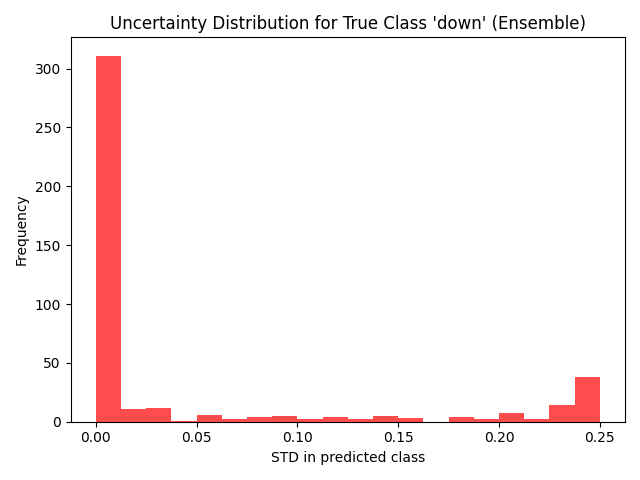 Uncertainty Distribution for True Class 'down' (Ensemble)
300
250
200
150
100
50
0
Frequency
0.00 0.05 0.10 0.15 0.20 0.25
STD in predicted class